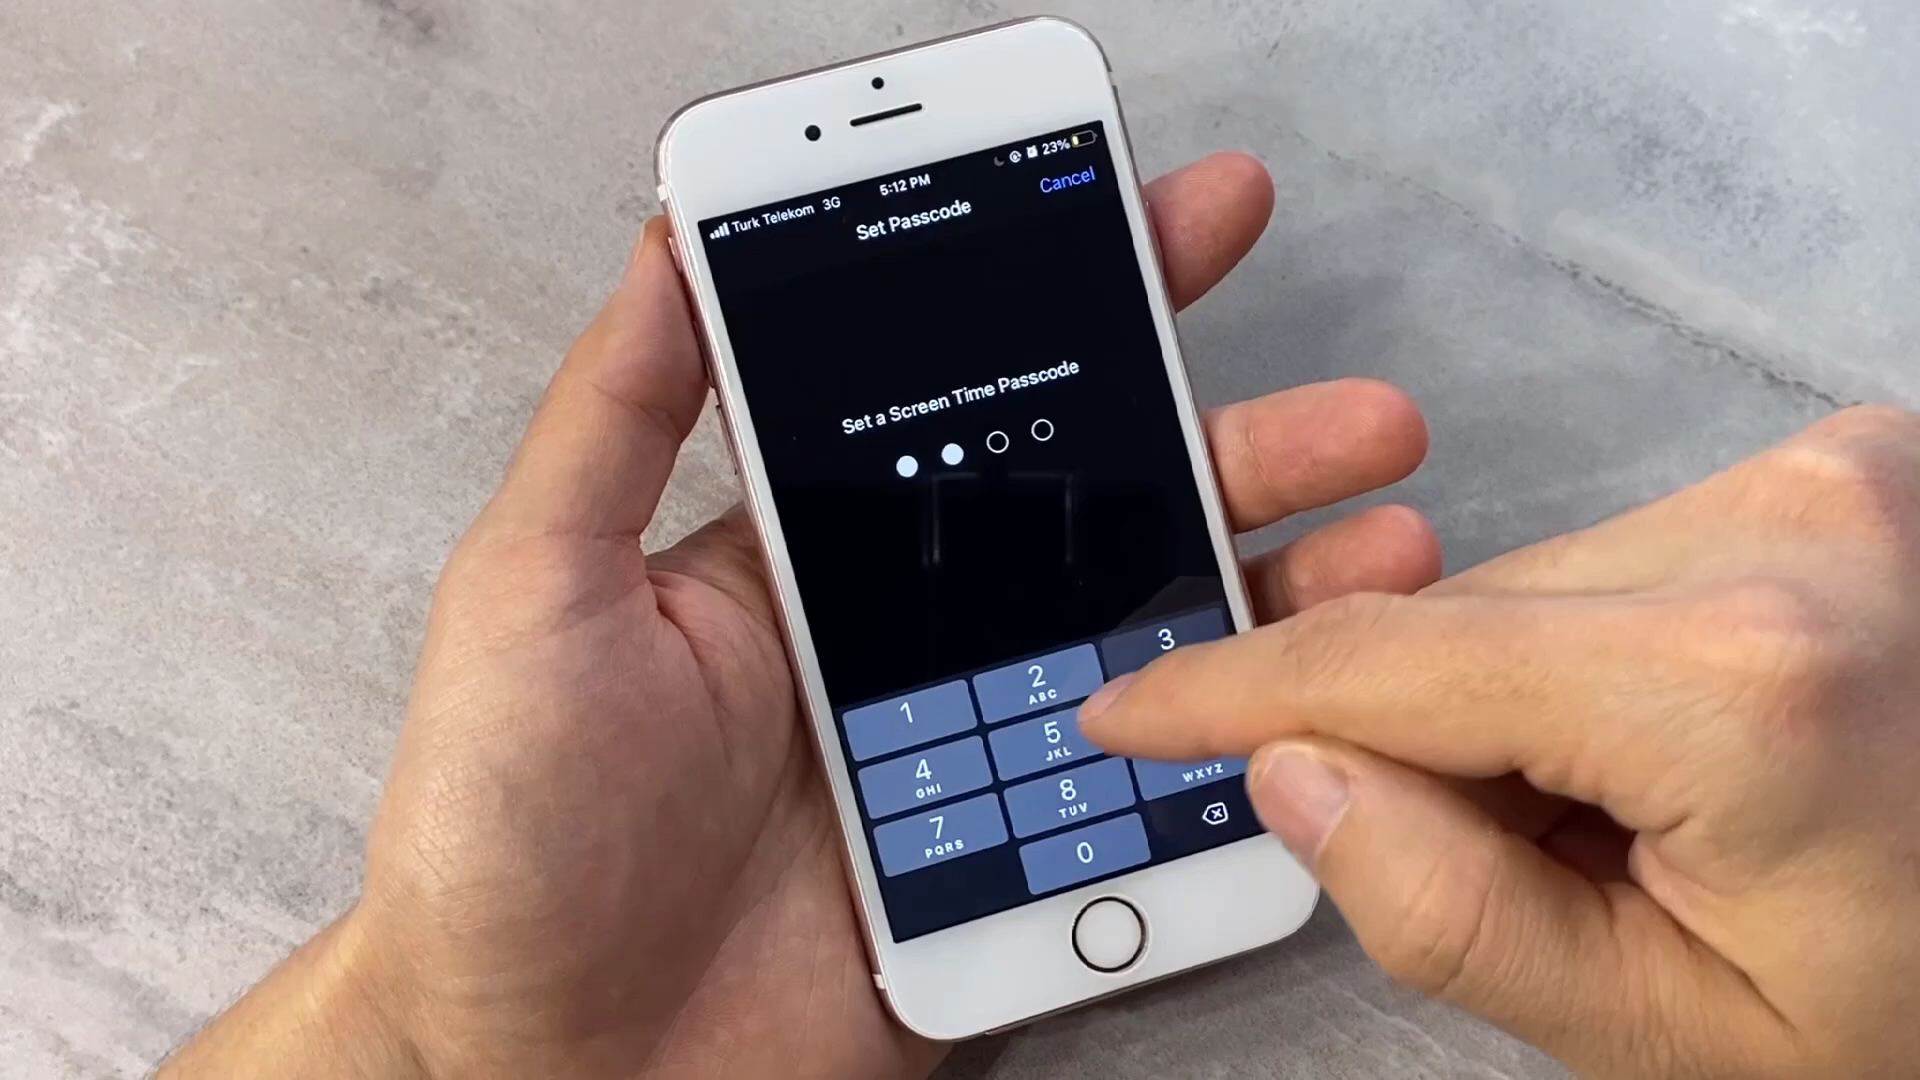 Turk Telekom 3G 5:12 PM 23%
Cancel
Set Passcode
Set a Screen Time Passcode
1
2
ABC
3
4
GHI
5
JKL
7
PQRS
8
TUV
WXYZ
0